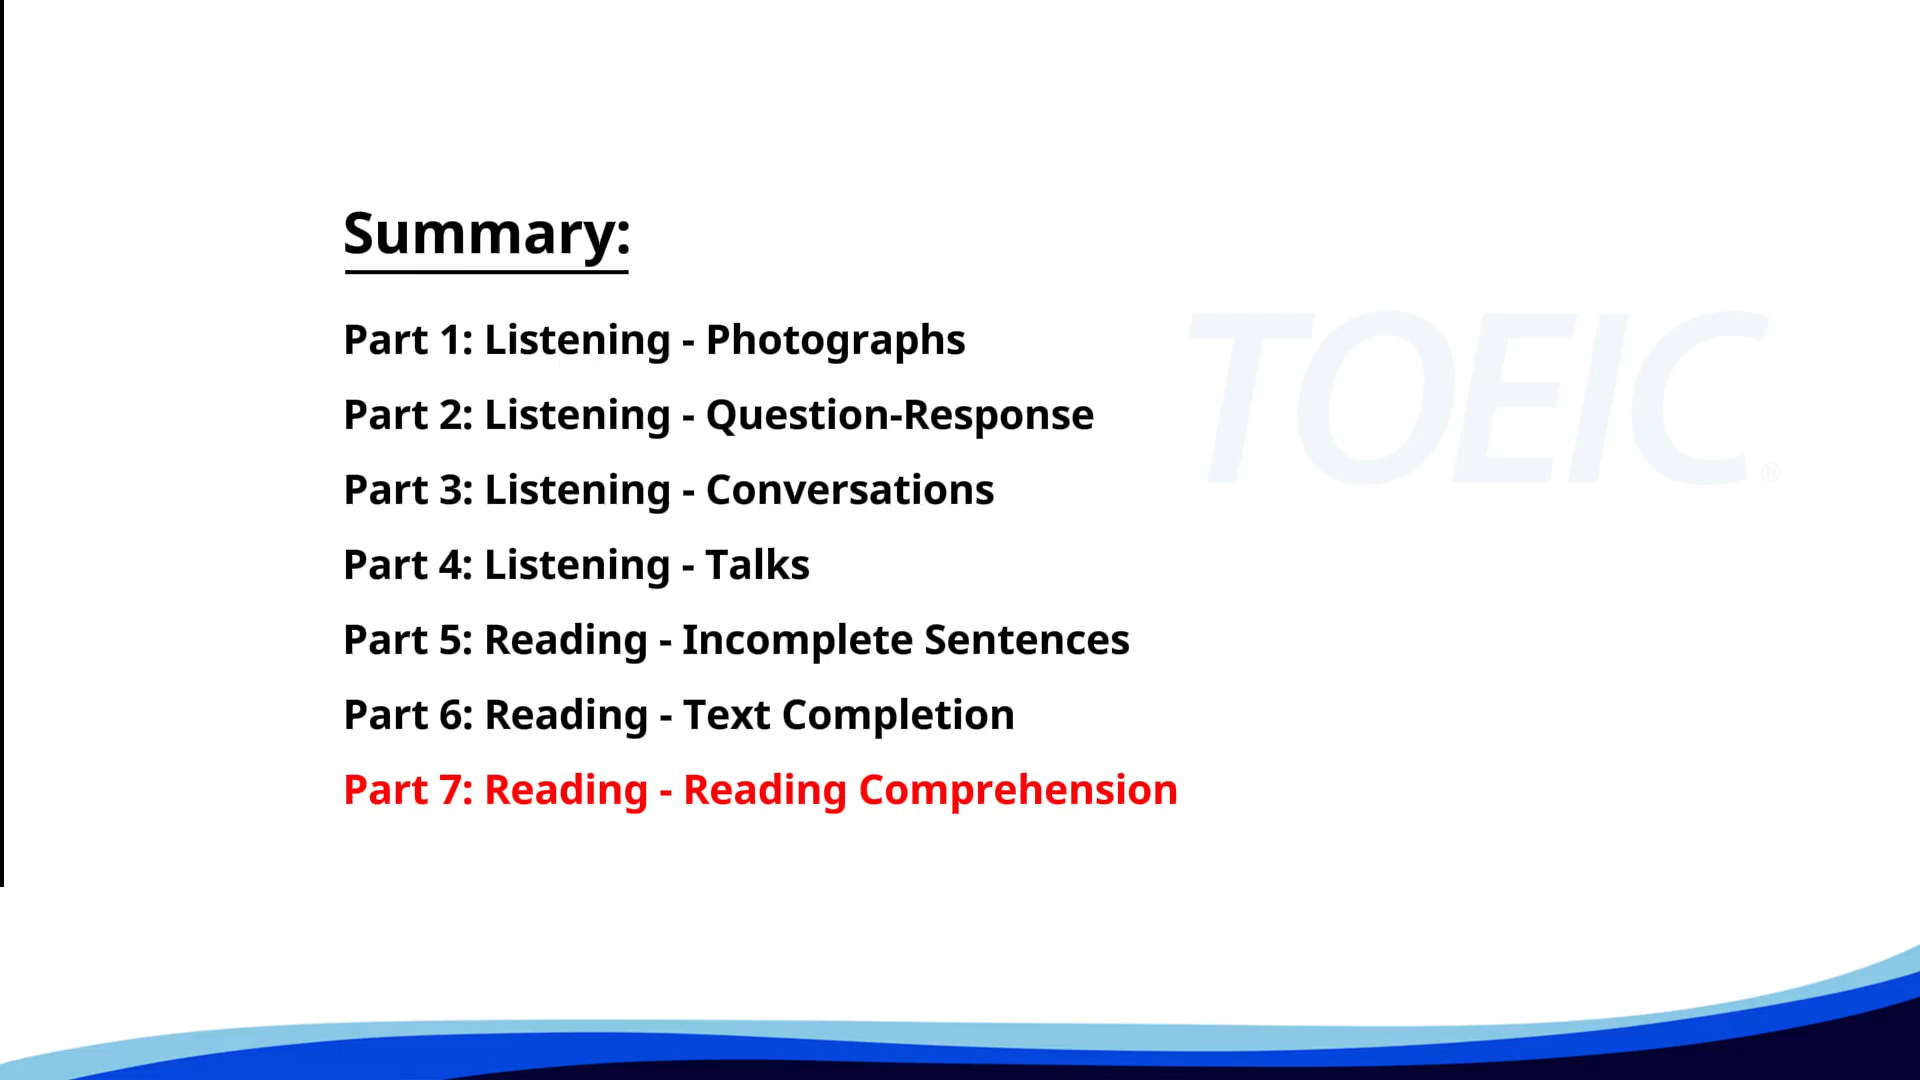 Summary:
Part 1: Listening - Photographs
Part 2: Listening - Question-Response
TOEIC®
Part 3: Listening - Conversations
Part 4: Listening - Talks
Part 5: Reading - Incomplete Sentences
Part 6: Reading - Text Completion
Part 7: Reading - Reading Comprehension